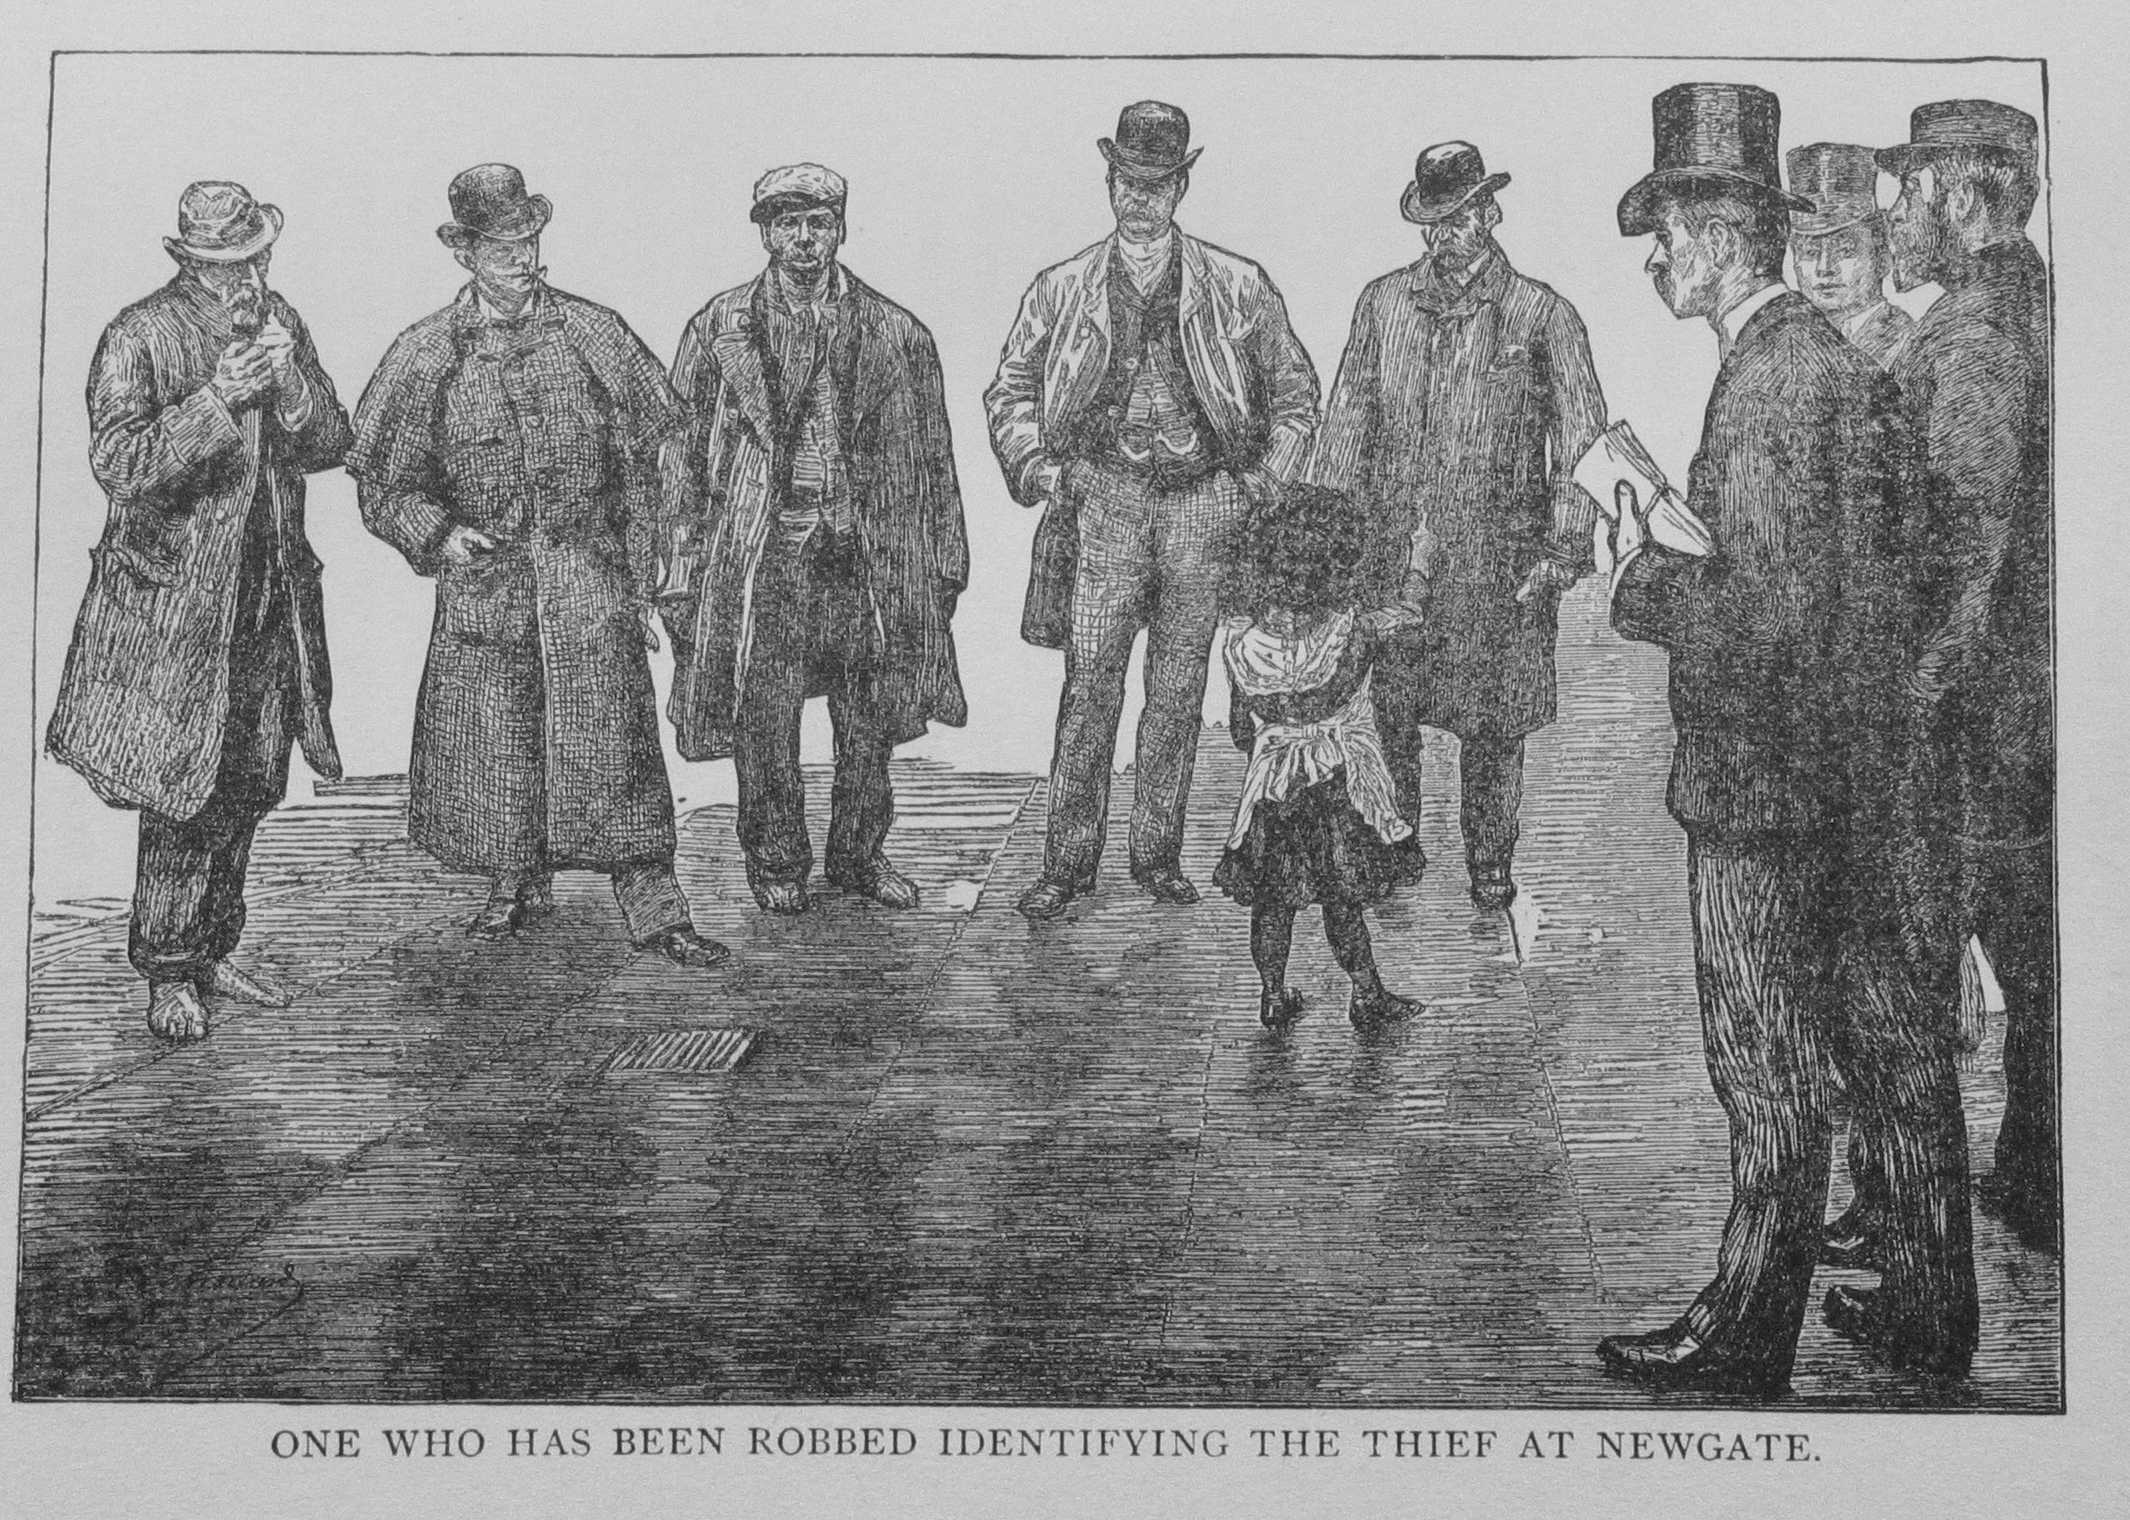 ONE WHO HAS BEEN ROBBED IDENTIFYING THE THIEF AT NEWGATE.